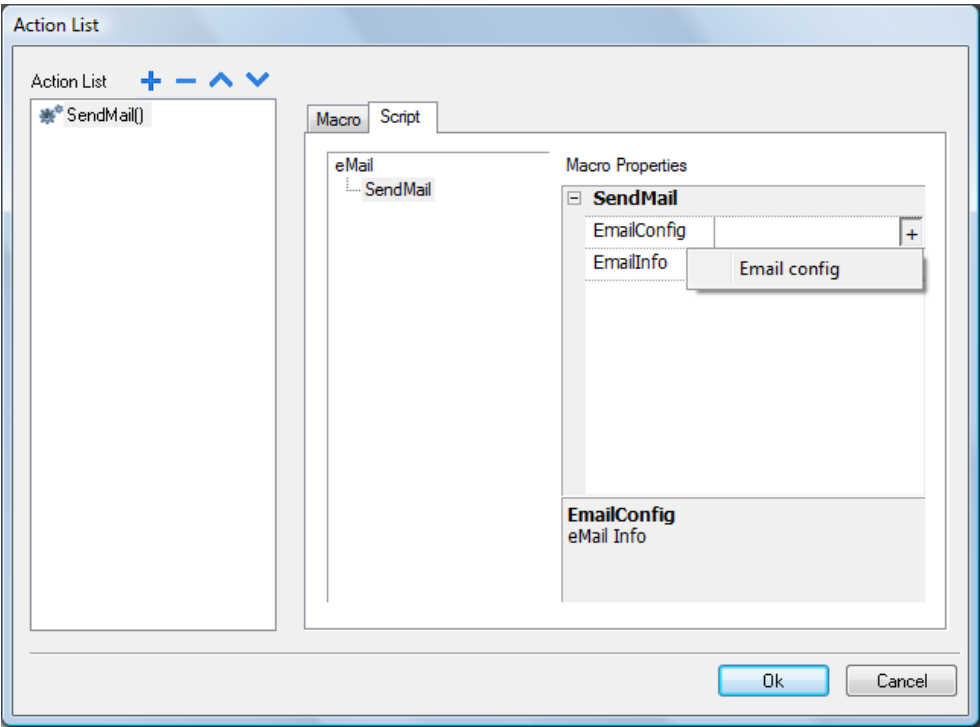 Action List
Action List
SendMail()
Macro Script
eMail
SendMail
Macro Properties
SendMail
EmailConfig +
EmailInfo
Email config
EmailConfig
eMail Info
Ok Cancel